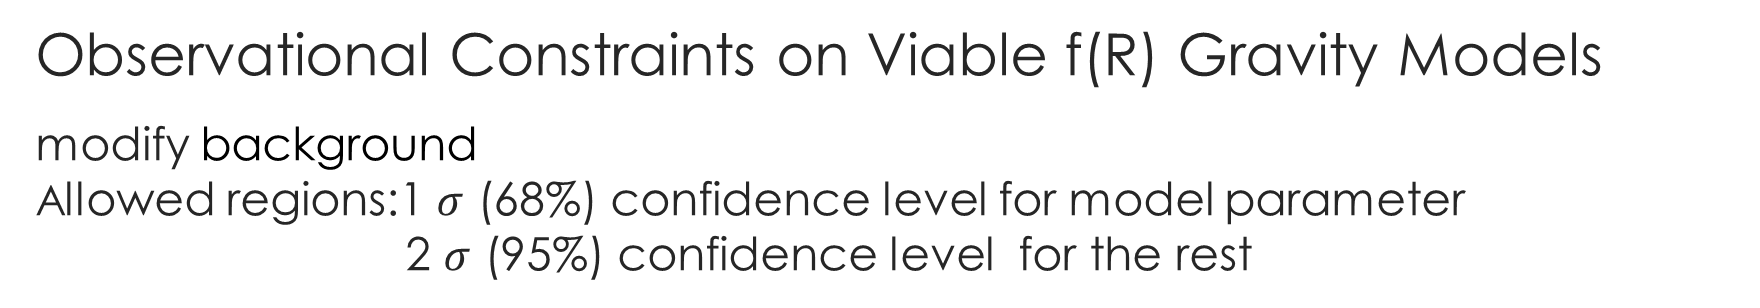 Observational Constraints on Viable f(R) Gravity Models
modify background
Allowed regions:1 σ (68%) confidence level for model parameter
2 σ (95%) confidence level for the rest